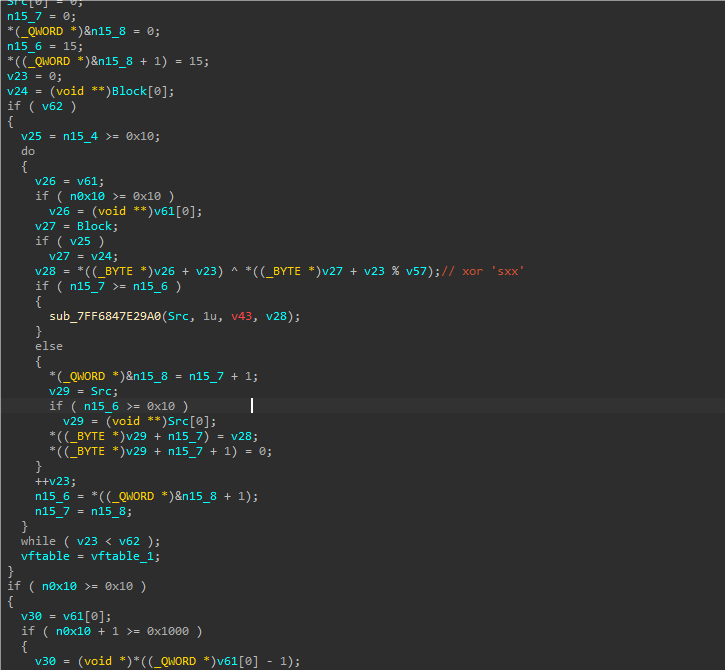 Src[0] = 0;
n15_7 = 0;
*(_QWORD *)&n15_8 = 0;
n15_6 = 15;
*((_QWORD *)&n15_8 + 1) = 15;
v23 = 0;
v24 = (void **)Block[0];
if ( v62 )
{
  v25 = n15_4 >= 0x10;
  do
  {
    v26 = v61;
    if ( n0x10 >= 0x10 )
      v26 = (void **)v61[0];
    v27 = Block;
    if ( v25 )
      v27 = v24;
    v28 = *((_BYTE *)v26 + v23) ^ *((_BYTE *)v27 + v23 % v57);// xor 'sxx'
    if ( n15_7 >= n15_6 )
    {
      sub_7FF6847E29A0(Src, 1u, v43, v28);
    }
    else
    {
      *(_QWORD *)&n15_8 = n15_7 + 1;
      v29 = Src;
      if ( n15_6 >= 0x10 )
        v29 = (void **)Src[0];
      *((_BYTE *)v29 + n15_7) = v28;
      *((_BYTE *)v29 + n15_7 + 1) = 0;
    }
    ++v23;
    n15_6 = *((_QWORD *)&n15_8 + 1);
    n15_7 = n15_8;
  }
  while ( v23 < v62 );
  vftable = vftable_1;
}
if ( n0x10 >= 0x10 )
{
  v30 = v61[0];
  if ( n0x10 + 1 >= 0x1000 )
  {
    v30 = (void *)*((_QWORD *)v61[0] - 1);